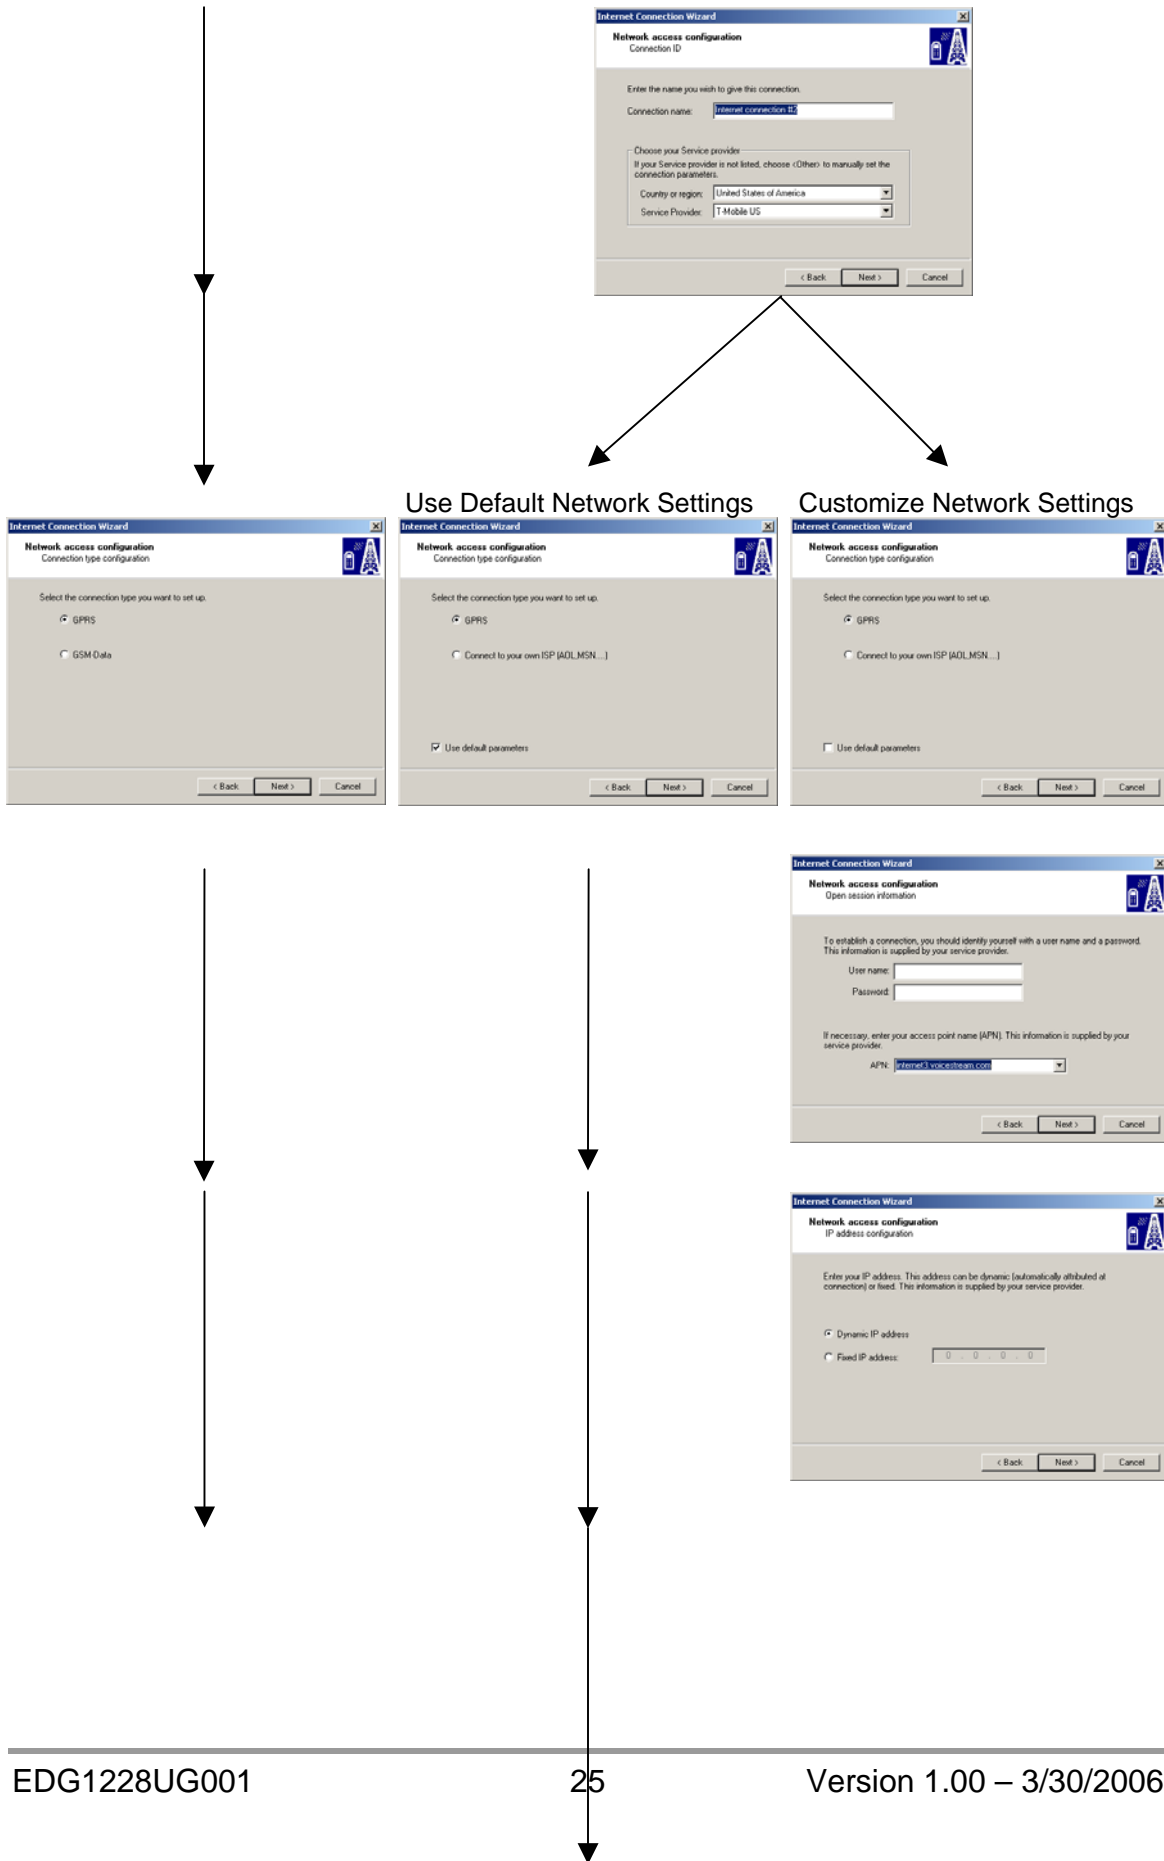 Internet Connection Wizard
Network access configuration
Connection ID
Enter the name you wish to give this connection.
Connection name: Internet connection #2
Choose your Service provider
If your Service provider is not listed, choose <Other> to manually set the
connection parameters.
Country or region: United States of America
Service Provider: T-Mobile US
< Back Next > Cancel
Use Default Network Settings
Customize Network Settings
Internet Connection Wizard
Network access configuration
Connection type configuration
Select the connection type you want to set up.
GPRS
GSM-Data
< Back Next > Cancel
Internet Connection Wizard
Network access configuration
Connection type configuration
Select the connection type you want to set up.
GPRS
Connect to your own ISP (AOL,MSN....)
Use default parameters
< Back Next > Cancel
Internet Connection Wizard
Network access configuration
Connection type configuration
Select the connection type you want to set up.
GPRS
Connect to your own ISP (AOL,MSN....)
Use default parameters
< Back Next > Cancel
Internet Connection Wizard
Network access configuration
Open session information
To establish a connection, you should identify yourself with a user name and a password.
This information is supplied by your service provider.
User name:
Password:
If necessary, enter your access point name (APN). This information is supplied by your
service provider.
APN: internet3.voicestream.com
< Back Next > Cancel
Internet Connection Wizard
Network access configuration
IP address configuration
Enter your IP address. This address can be dynamic (automatically attributed at
connection) or fixed. This information is supplied by your service provider.
Dynamic IP address
Fixed IP address: 0 . 0 . 0 . 0
< Back Next > Cancel
EDG1228UG001 25 Version 1.00 – 3/30/2006